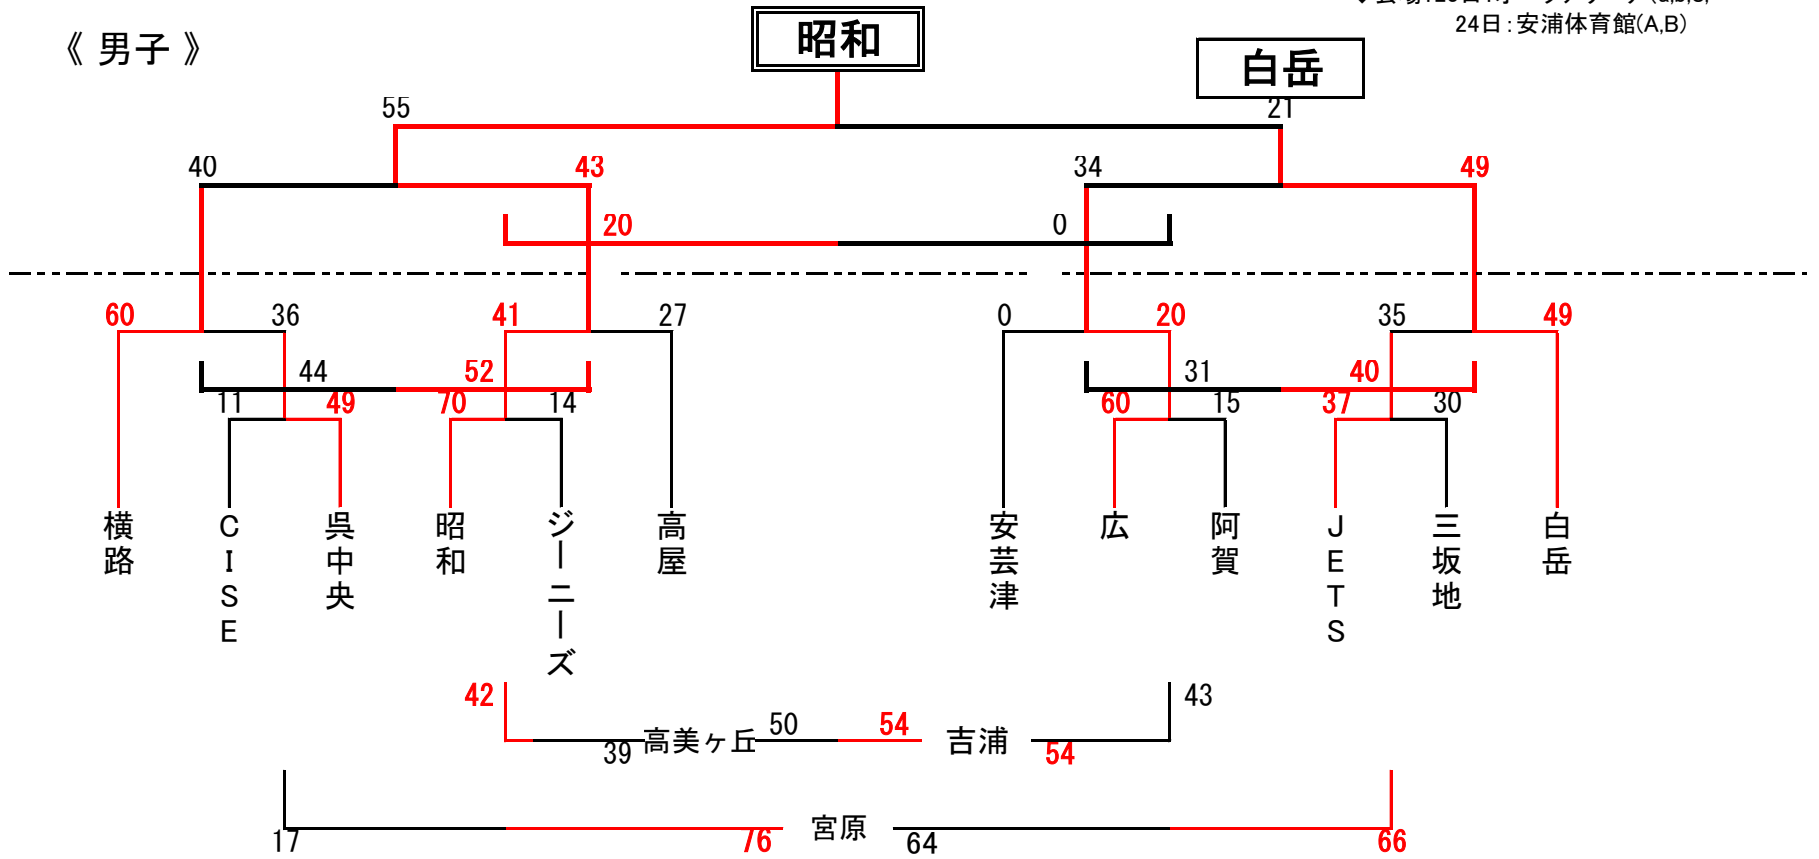 24日：安浦体育館(A,B)
《 男子 》
昭和
白岳
55
21
40
43
34
49
20
0
60
36
41
27
0
20
35
49
44
52
31
40
11
49
70
14
60
15
37
30
横路
CISE
呉中央
昭和
ジーニーズ
高屋
安芸津
広
阿賀
JETS
三坂地
白岳
42
43
39
高美ヶ丘
50
54
吉浦
54
17
76
宮原
64
66